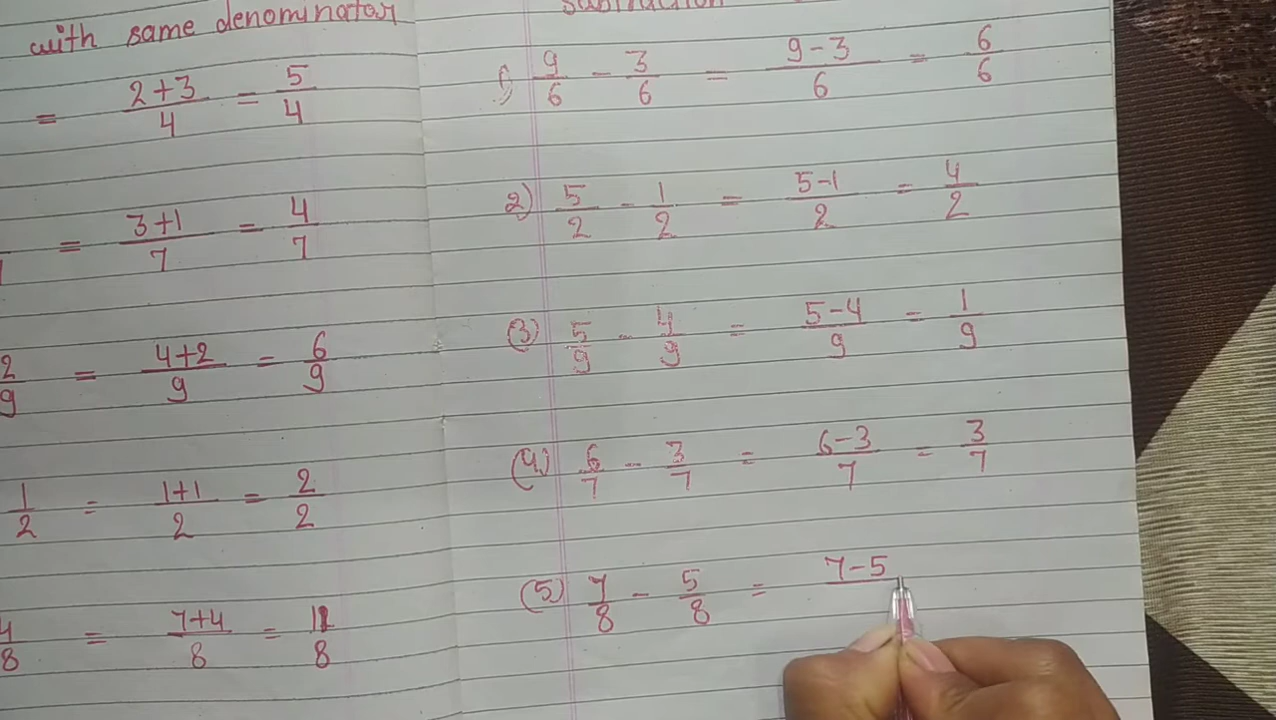 with same denominator
= 2+3/4 = 5/4
= 3+1/7 = 4/7
2/9 = 4+2/9 = 6/9
1/2 = 1+1/2 = 2/2
4/8 = 7+4/8 = 11/8
subtraction
1) 9/6 - 3/6 = 9-3/6 = 6/6
2) 5/2 - 1/2 = 5-1/2 = 4/2
(3) 5/9 - 4/9 = 5-4/9 = 1/9
(4) 6/7 - 3/7 = 6-3/7 = 3/7
(5) 7/8 - 5/8 = 7-5